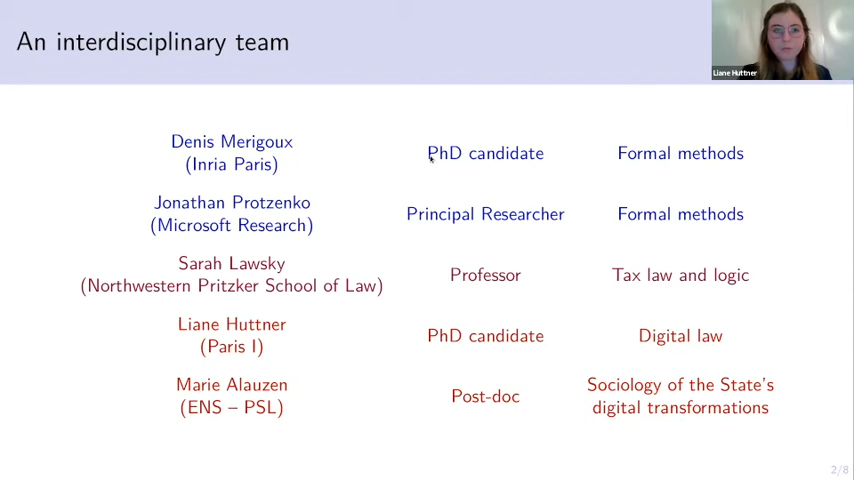 An interdisciplinary team
Liane Huttner
Denis Merigoux
(Inria Paris)
PhD candidate
Formal methods
Jonathan Protzenko
(Microsoft Research)
Principal Researcher
Formal methods
Sarah Lawsky
(Northwestern Pritzker School of Law)
Professor
Tax law and logic
Liane Huttner
(Paris I)
PhD candidate
Digital law
Marie Alauzen
(ENS – PSL)
Post-doc
Sociology of the State's
digital transformations
2/8